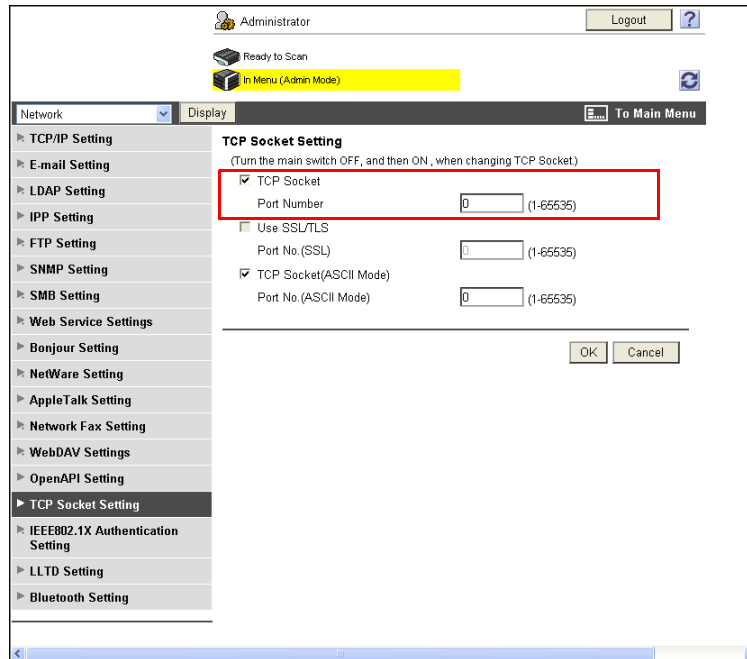 Administrator
Logout
?
Ready to Scan
In Menu (Admin Mode)
Network
Display
To Main Menu
TCP/IP Setting
E-mail Setting
LDAP Setting
IPP Setting
FTP Setting
SNMP Setting
SMB Setting
Web Service Settings
Bonjour Setting
NetWare Setting
AppleTalk Setting
Network Fax Setting
WebDAV Settings
OpenAPI Setting
TCP Socket Setting
IEEE802.1X Authentication
Setting
LLTD Setting
Bluetooth Setting
TCP Socket Setting
(Turn the main switch OFF, and then ON , when changing TCP Socket.)
TCP Socket
Port Number 0 (1-65535)
Use SSL/TLS
Port No.(SSL) 0 (1-65535)
TCP Socket(ASCII Mode)
Port No.(ASCII Mode) 0 (1-65535)
OK Cancel